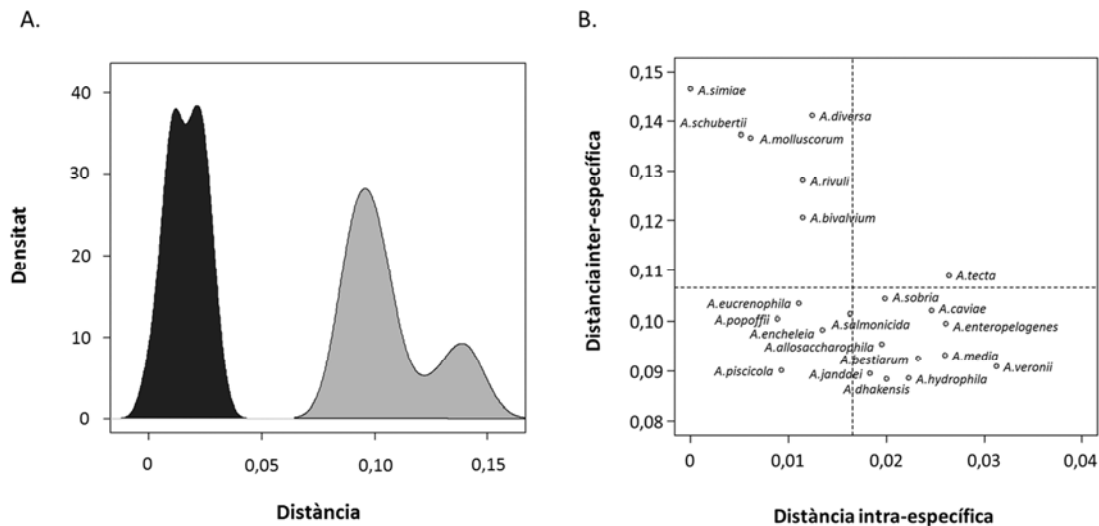 A.
Densitat
40
30
20
10
0
0
0,05
0,10
0,15
Distància
B.
Distànciainter-específica
0,15
0,14
0,13
0,12
0,11
0,10
0,09
0,08
A.simiae
A.schubertii
A.diversa
A.molluscorum
A.rivuli
A.bivalvium
A.tecta
A.eucrenophila
A.sobria
A.popoffii
A.salmonicida
A.caviae
A.encheleia
A.enteropelogenes
A.allosaccharophila
A.bestiarum
A.media
A.piscicola
A.jandaei
A.veronii
A.dhakensis
A.hydrophila
0
0,01
0,02
0,03
0,04
Distància intra-específica